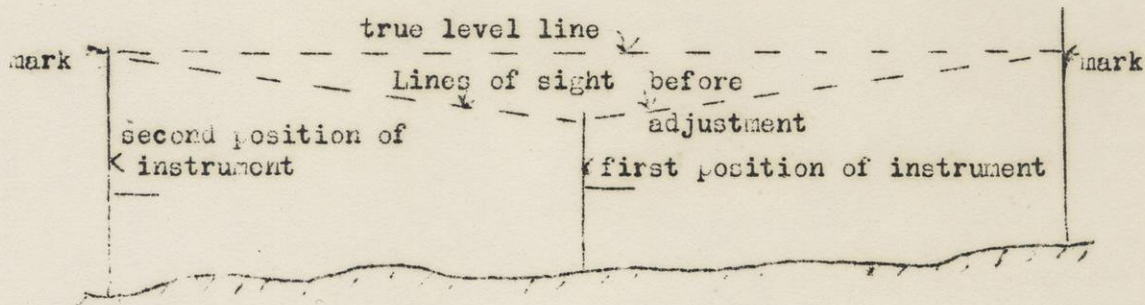 true level line
mark
mark
Lines of sight before
adjustment
second position of
instrument
first position of instrument